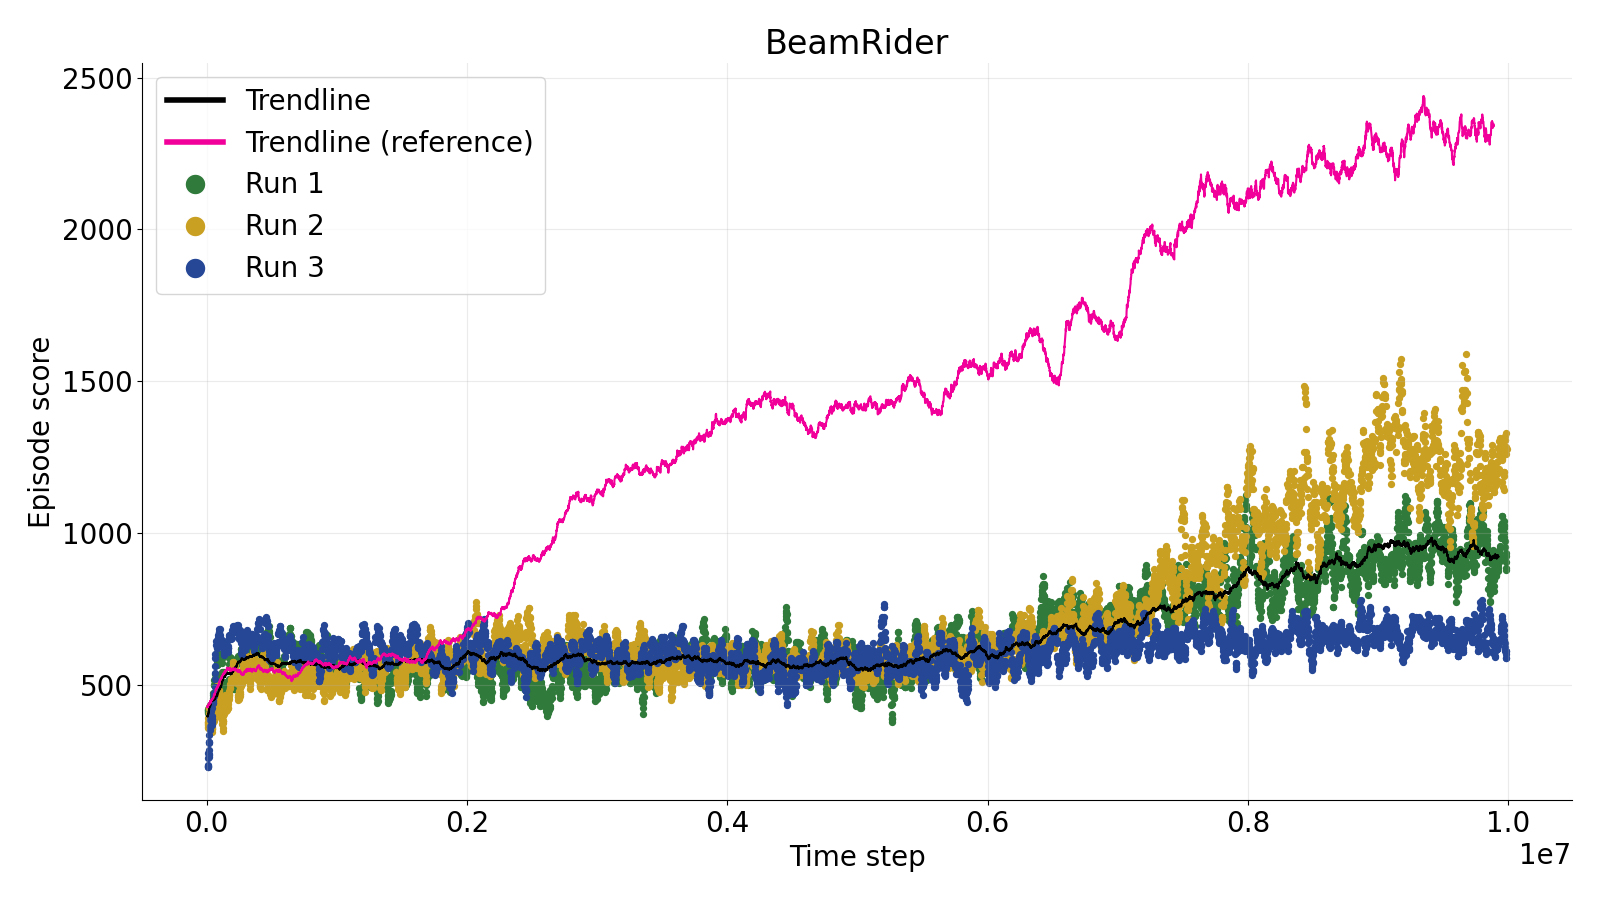 BeamRider
2500
2000
1500
1000
500
Episode score
Trendline
Trendline (reference)
Run 1
Run 2
Run 3
0.0 0.2 0.4 0.6 0.8 1.0
1e7
Time step